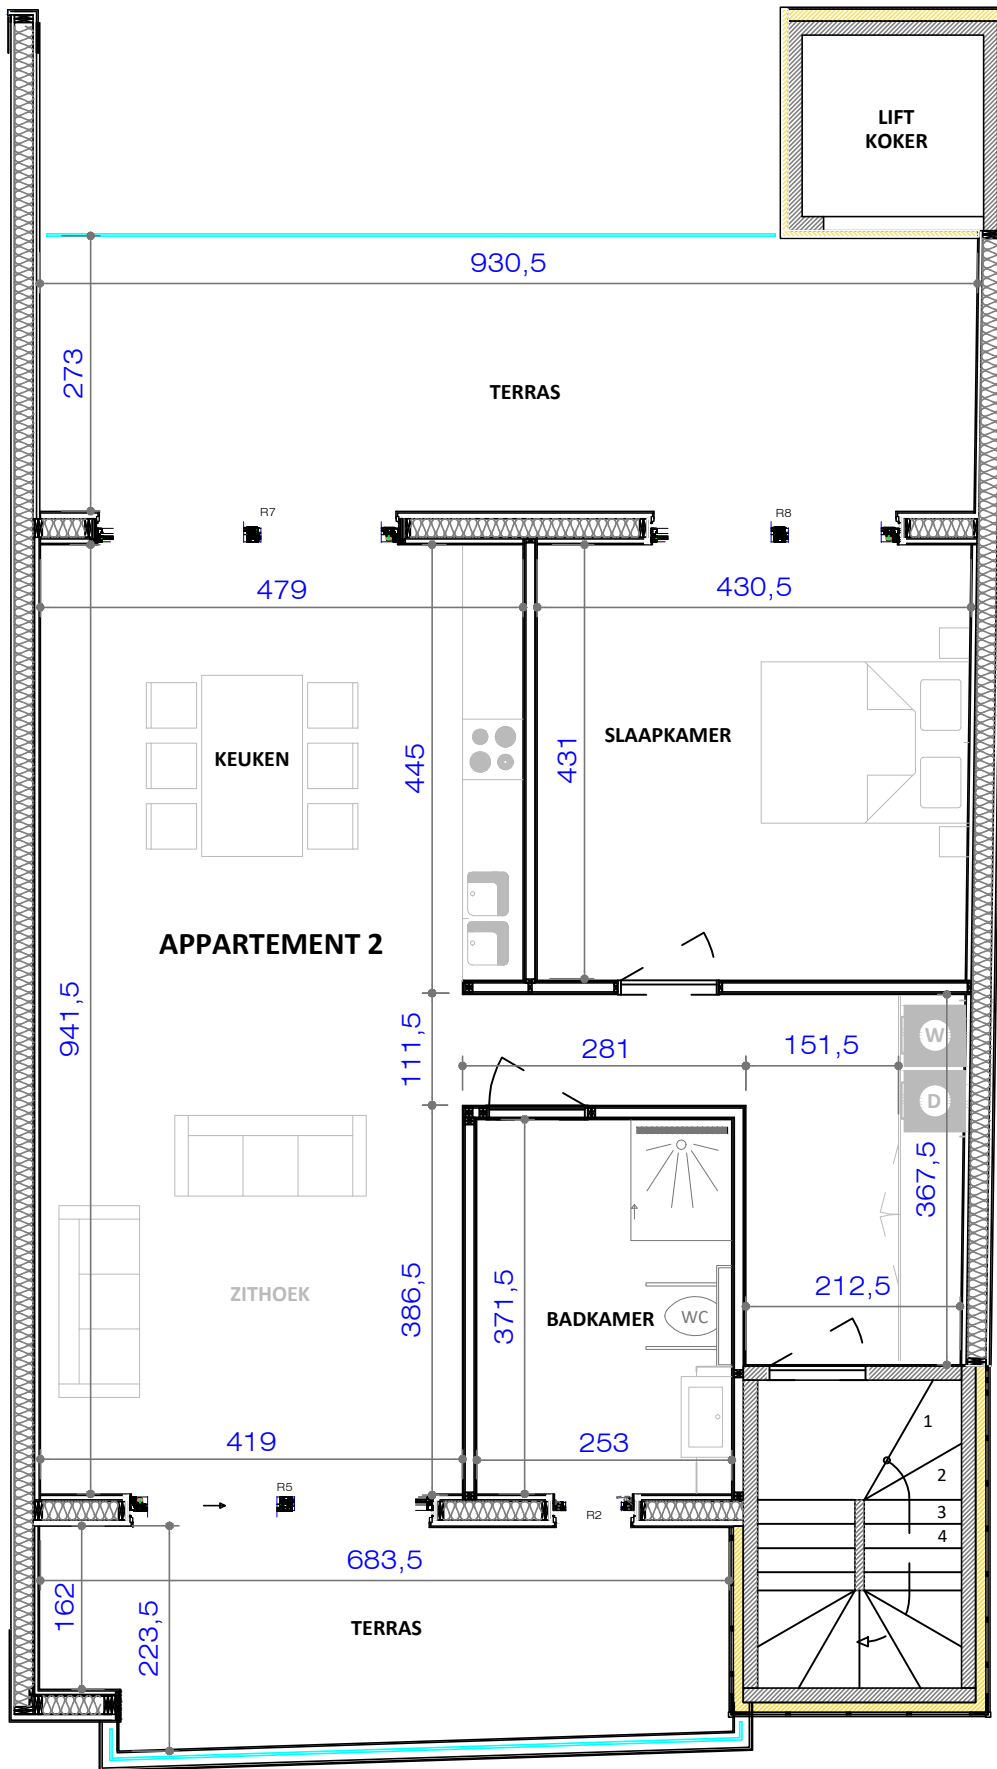 LIFT
KOKER
930,5
273
TERRAS
R7
R8
479
430,5
KEUKEN
445
431
SLAAPKAMER
APPARTEMENT 2
941,5
111,5
281
151,5
W
D
367,5
386,5
371,5
ZITHOEK
BADKAMER
WC
212,5
419
253
1
2
3
4
R5
R2
683,5
162
223,5
TERRAS